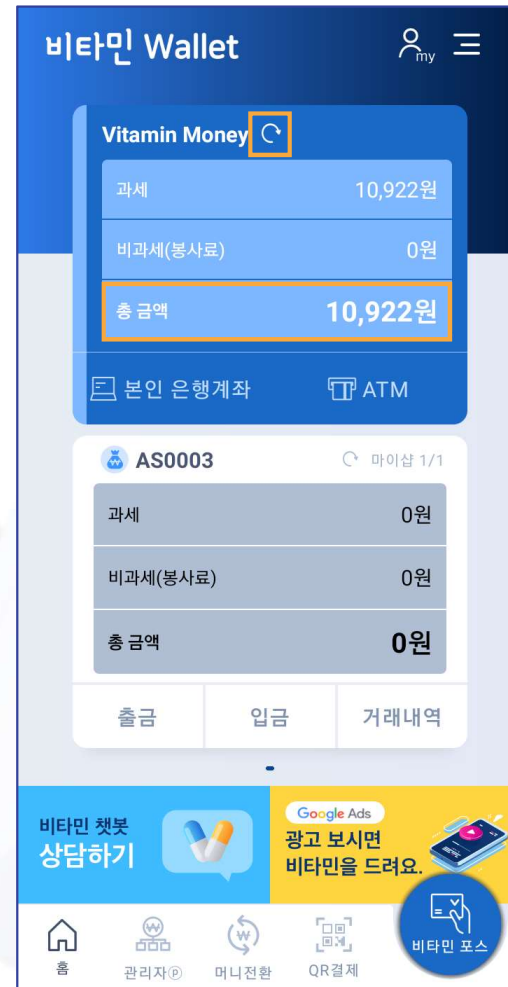 비타민 Wallet
my
Vitamin Money
과세 10,922원
비과세(봉사료) 0원
총 금액 10,922원
본인 은행계좌 ATM
AS0003 마이샵 1/1
과세 0원
비과세(봉사료) 0원
총 금액 0원
출금 입금 거래내역
비타민 챗봇
상담하기
Google Ads
광고 보시면
비타민을 드려요.
홈 관리자ⓟ 머니전환 QR결제 비타민 포스